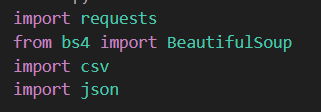 import requests
from bs4 import BeautifulSoup
import csv
import json